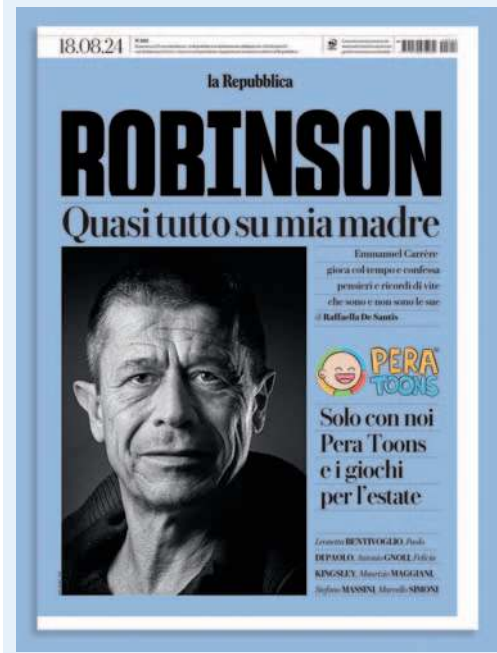 18.08.24
la Repubblica
ROBINSON
Quasi tutto su mia madre
Emmanuel Carrère
gioca col tempo e confessa
pensieri e ricordi di vite
che sono e non sono le sue
di Raffaella De Santis
PERA
TOONS
Solo con noi
Pera Toons
e i giochi
per l'estate
Leonetta BENTIVOGLIO, Paolo
DI PAOLO, Antonio GNOLI, Felicia
KINGSLEY, Maurizio MAGGIANI,
Stefano MASSINI, Marcello SIMONI